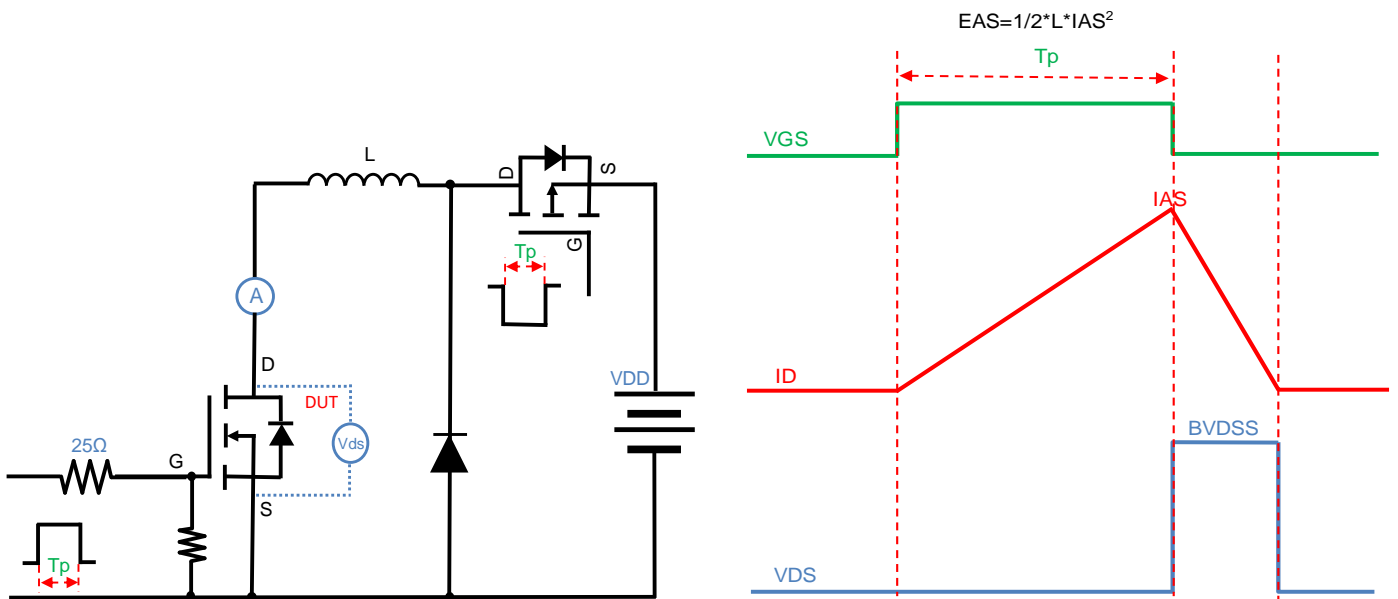 L
D
S
G
Tp
A
D
DUT
Vds
25Ω
G
S
Tp
VDD
EAS=1/2*L*IAS²
Tp
VGS
IAS
ID
BVDSS
VDS